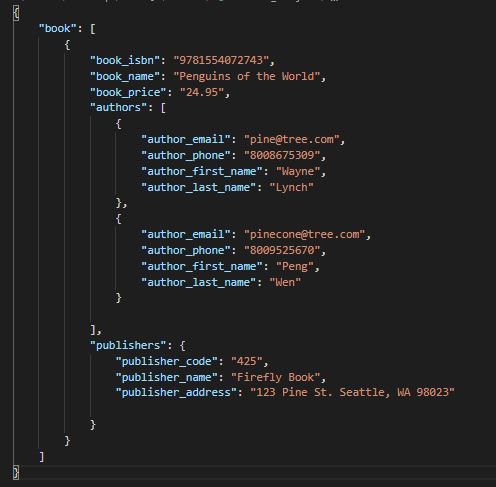 {
    "book": [
        {
            "book_isbn": "9781554072743",
            "book_name": "Penguins of the World",
            "book_price": "24.95",
            "authors": [
                {
                    "author_email": "pine@tree.com",
                    "author_phone": "8008675309",
                    "author_first_name": "Wayne",
                    "author_last_name": "Lynch"
                },
                {
                    "author_email": "pinecone@tree.com",
                    "author_phone": "8009525670",
                    "author_first_name": "Peng",
                    "author_last_name": "Wen"
                }
            ],
            "publishers": {
                "publisher_code": "425",
                "publisher_name": "Firefly Book",
                "publisher_address": "123 Pine St. Seattle, WA 98023"
            }
        }
    ]
}